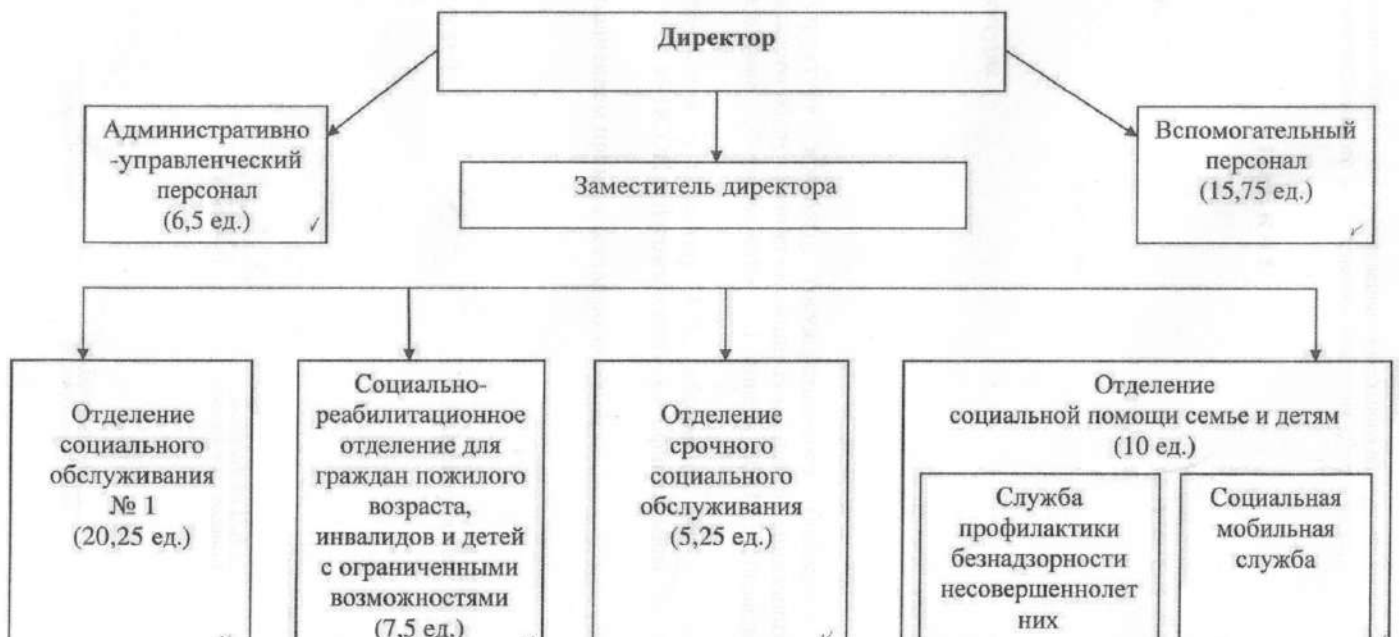 Директор
Административно
-управленческий
персонал
(6,5 ед.)
Заместитель директора
Вспомогательный
персонал
(15,75 ед.)
Отделение
социального
обслуживания
№ 1
(20,25 ед.)
Социально-
реабилитационное
отделение для
граждан пожилого
возраста,
инвалидов и детей
с ограниченными
возможностями
(7,5 ед.)
Отделение
срочного
социального
обслуживания
(5,25 ед.)
Отделение
социальной помощи семье и детям
(10 ед.)
Служба
профилактики
безнадзорности
несовершеннолет
них
Социальная
мобильная
служба